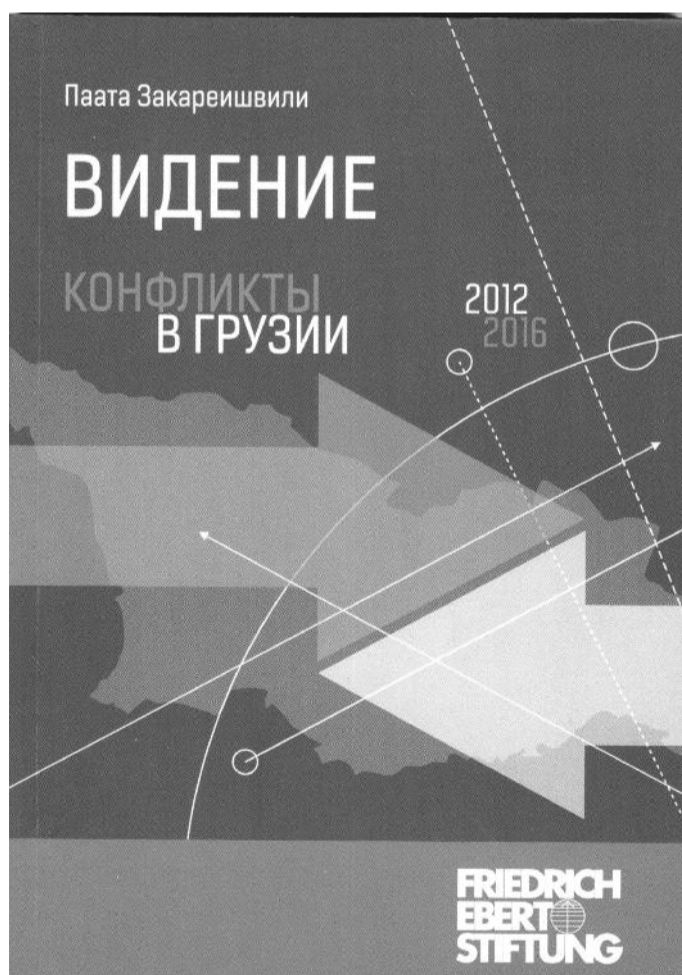 Паата Закареишвили
ВИДЕНИЕ
КОНФЛИКТЫ
В ГРУЗИИ
2012
2016
FRIEDRICH
EBERT
STIFTUNG